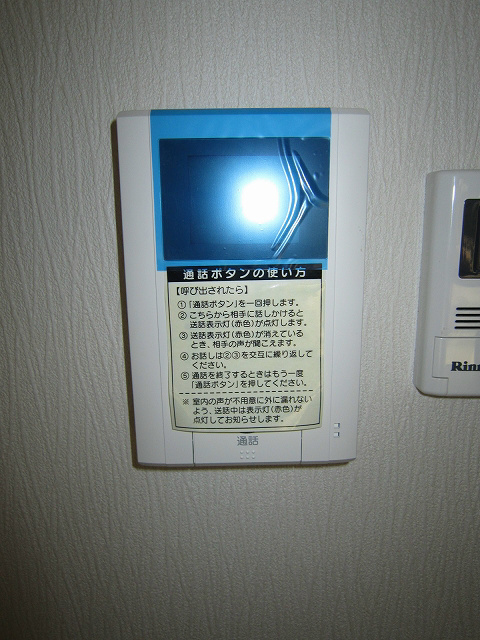 通話ボタンの使い方
【呼び出されたら】
①「通話ボタン」を一回押します。
②こちらから相手に話しかけると
送話表示灯(赤色)が点灯します。
③送話表示灯(赤色)が消えている
とき、相手の声が聞こえます。
④お話しは②③を交互に繰り返して
ください。
⑤通話を終了するときはもう一度
「通話ボタン」を押してください。
※室内の声が不用意に外に漏れない
よう、送話中は表示灯(赤色)が
点灯してお知らせします。
通話